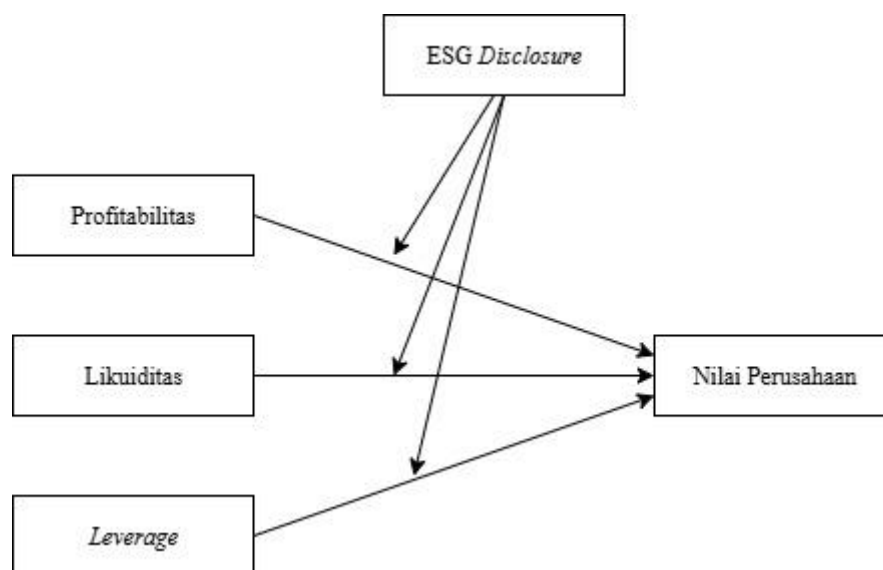 ESG Disclosure
Profitabilitas
Likuiditas
Nilai Perusahaan
Leverage